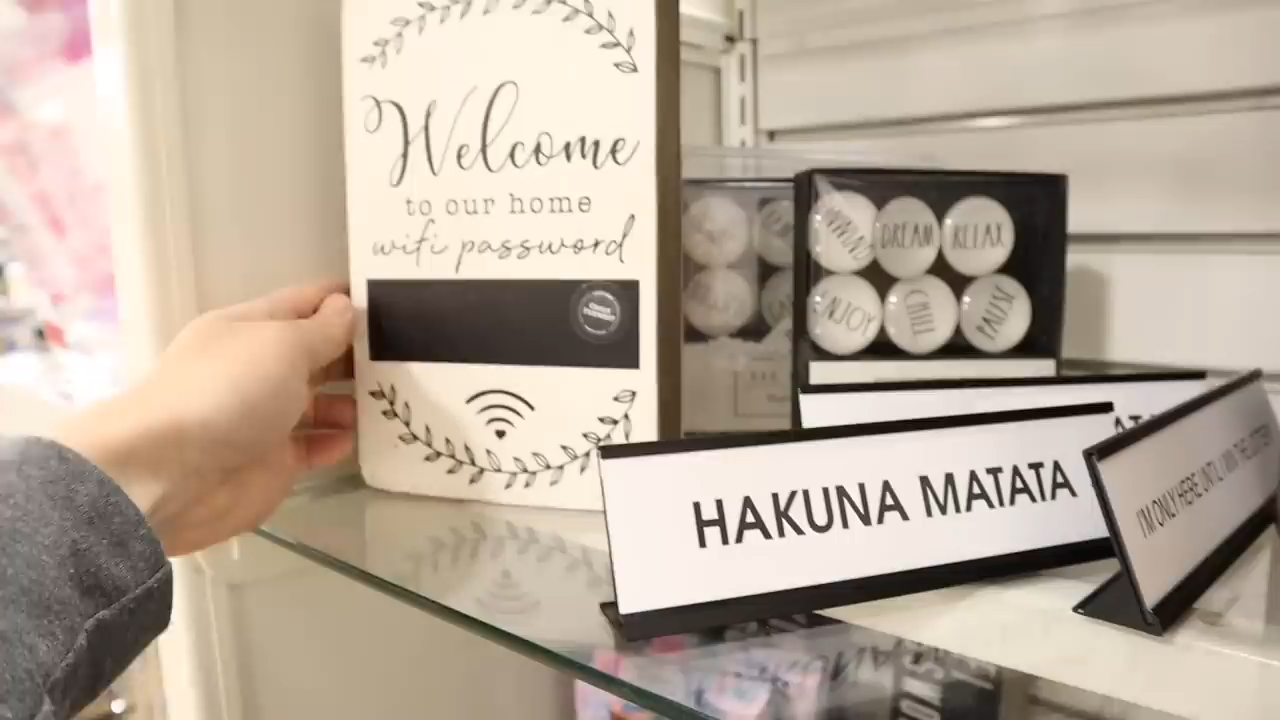 Welcome
to our home
wifi password
DREAM
RELAX
ENJOY
CHILL
PAUSE
HAKUNA MATATA
I'M ONLY HERE UNTIL I WIN THE LOTTERY